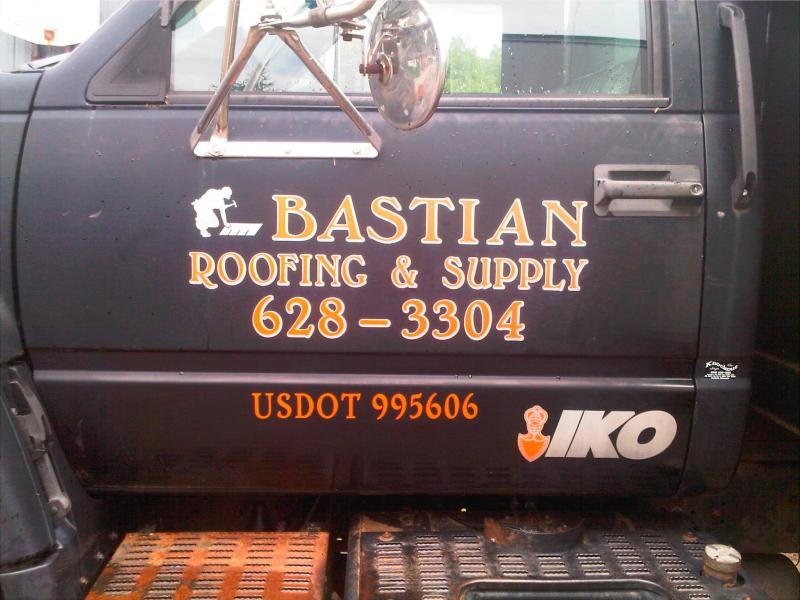 BASTIAN
ROOFING & SUPPLY
628-3304
USDOT 995606
IKO